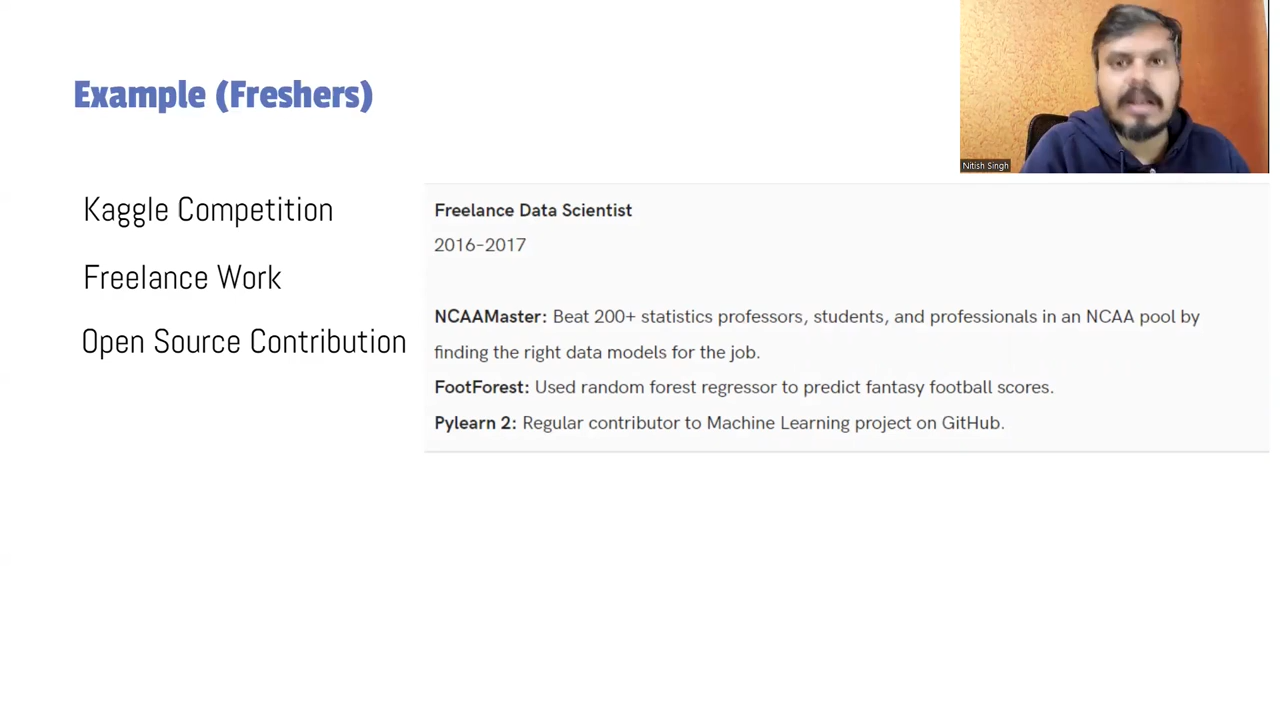 Example (Freshers)
Nitish Singh
Kaggle Competition
Freelance Work
Open Source Contribution
Freelance Data Scientist
2016–2017
NCAAMaster: Beat 200+ statistics professors, students, and professionals in an NCAA pool by
finding the right data models for the job.
FootForest: Used random forest regressor to predict fantasy football scores.
Pylearn 2: Regular contributor to Machine Learning project on GitHub.